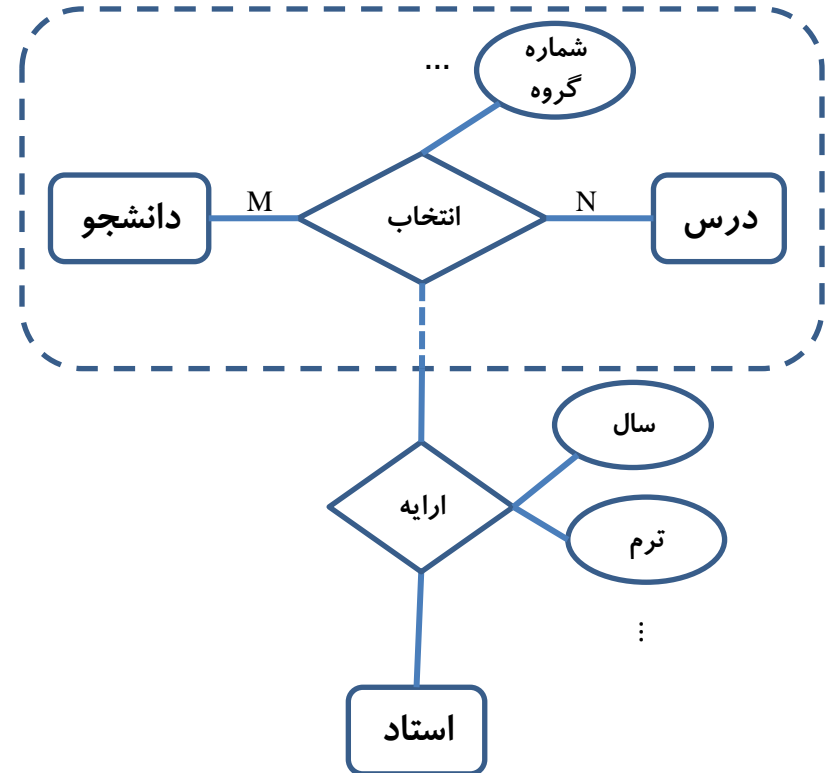 شماره
گروه
...
درس
N
انتخاب
M
دانشجو
سال
ارایه
ترم
...
استاد